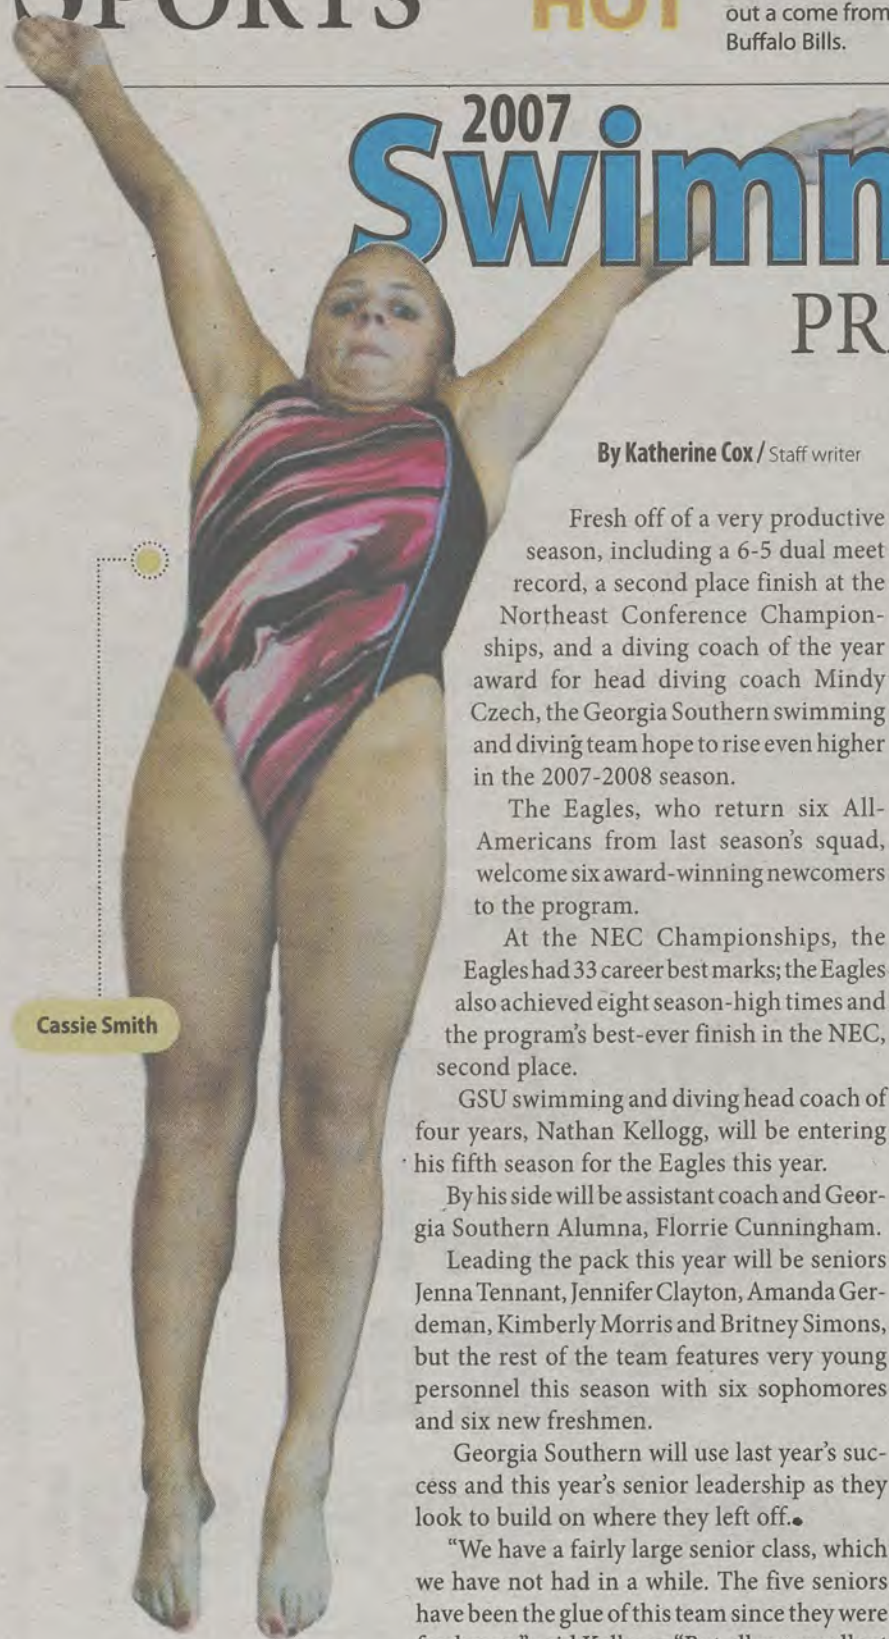 SPORTS
HOT
out a come from
Buffalo Bills.
2007
Swimm
PRA
By Katherine Cox / Staff writer
Fresh off of a very productive
season, including a 6-5 dual meet
record, a second place finish at the
Northeast Conference Champion-
ships, and a diving coach of the year
award for head diving coach Mindy
Czech, the Georgia Southern swimming
and diving team hope to rise even higher
in the 2007-2008 season.
The Eagles, who return six All-
Americans from last season's squad,
welcome six award-winning newcomers
to the program.
At the NEC Championships, the
Eagles had 33 career best marks; the Eagles
also achieved eight season-high times and
the program's best-ever finish in the NEC,
second place.
GSU swimming and diving head coach of
four years, Nathan Kellogg, will be entering
his fifth season for the Eagles this year.
By his side will be assistant coach and Geor-
gia Southern Alumna, Florrie Cunningham.
Leading the pack this year will be seniors
Jenna Tennant, Jennifer Clayton, Amanda Ger-
deman, Kimberly Morris and Britney Simons,
but the rest of the team features very young
personnel this season with six sophomores
and six new freshmen.
Georgia Southern will use last year's suc-
cess and this year's senior leadership as they
look to build on where they left off.
"We have a fairly large senior class, which
we have not had in a while. The five seniors
have been the glue of this team since they were
Cassie Smith